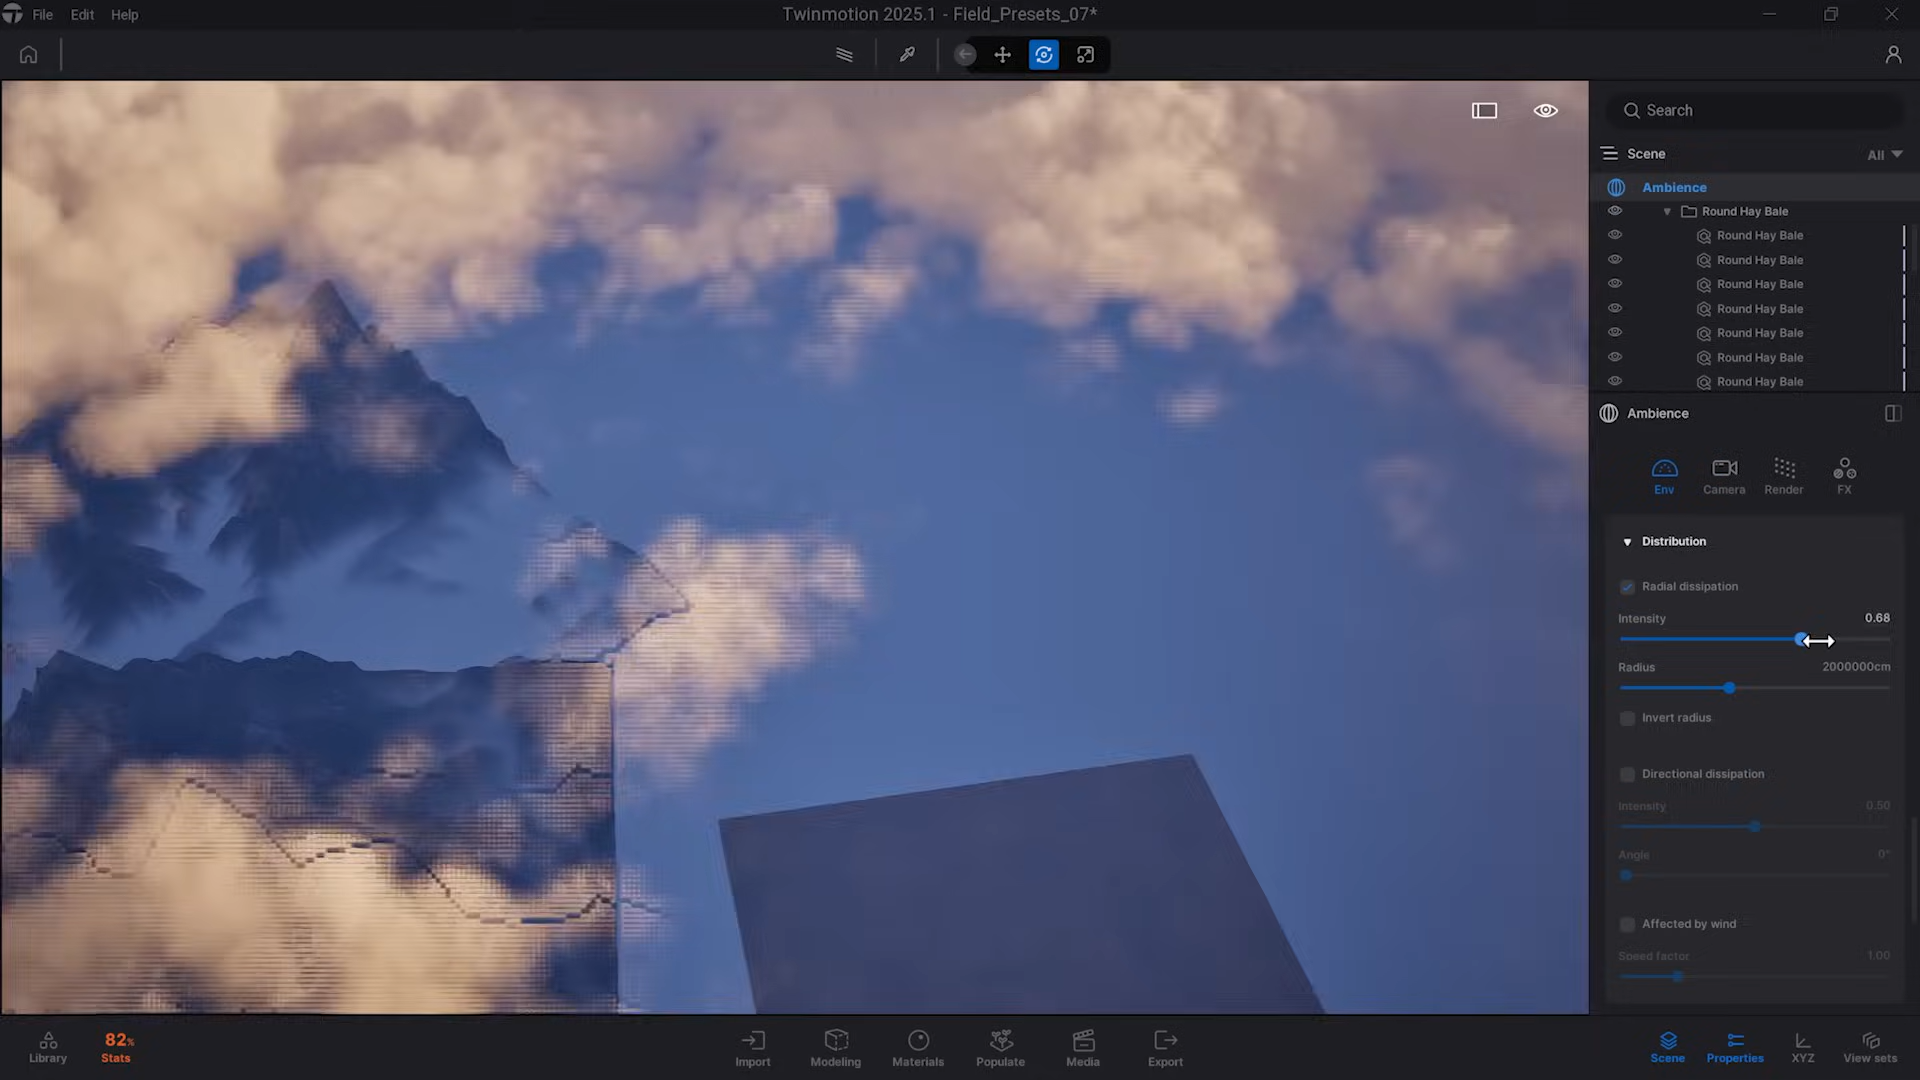 File Edit Help
Twinmotion 2025.1 - Field_Presets_07*
Search
Scene
All
Ambience
Round Hay Bale
Round Hay Bale
Round Hay Bale
Round Hay Bale
Round Hay Bale
Round Hay Bale
Round Hay Bale
Round Hay Bale
Ambience
Env Camera Render FX
Distribution
Radial dissipation
Intensity 0.68
Radius 2000000cm
Invert radius
Directional dissipation
Intensity 0.50
Angle 0°
Affected by wind
Speed factor 1.00
Library
82%
Stats
Import Modeling Materials Populate Media Export
Scene Properties XYZ View sets